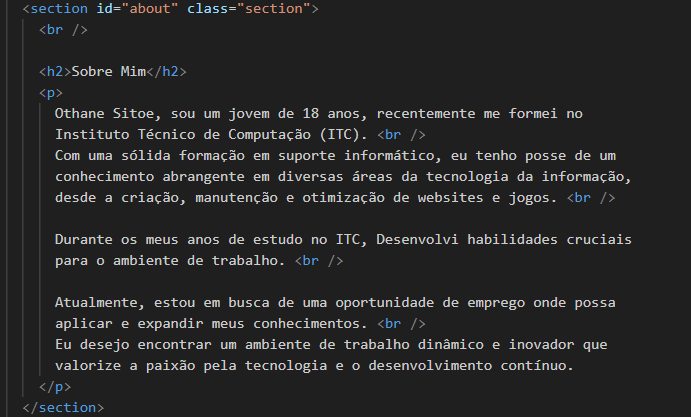 <section id="about" class="section">
<br />
<h2>Sobre Mim</h2>
<p>
Othane Sitoe, sou um jovem de 18 anos, recentemente me formei no
Instituto Técnico de Computação (ITC). <br />
Com uma sólida formação em suporte informático, eu tenho posse de um
conhecimento abrangente em diversas áreas da tecnologia da informação,
desde a criação, manutenção e otimização de websites e jogos. <br />
Durante os meus anos de estudo no ITC, Desenvolvi habilidades cruciais
para o ambiente de trabalho. <br />
Atualmente, estou em busca de uma oportunidade de emprego onde possa
aplicar e expandir meus conhecimentos. <br />
Eu desejo encontrar um ambiente de trabalho dinâmico e inovador que
valorize a paixão pela tecnologia e o desenvolvimento contínuo.
</p>
</section>